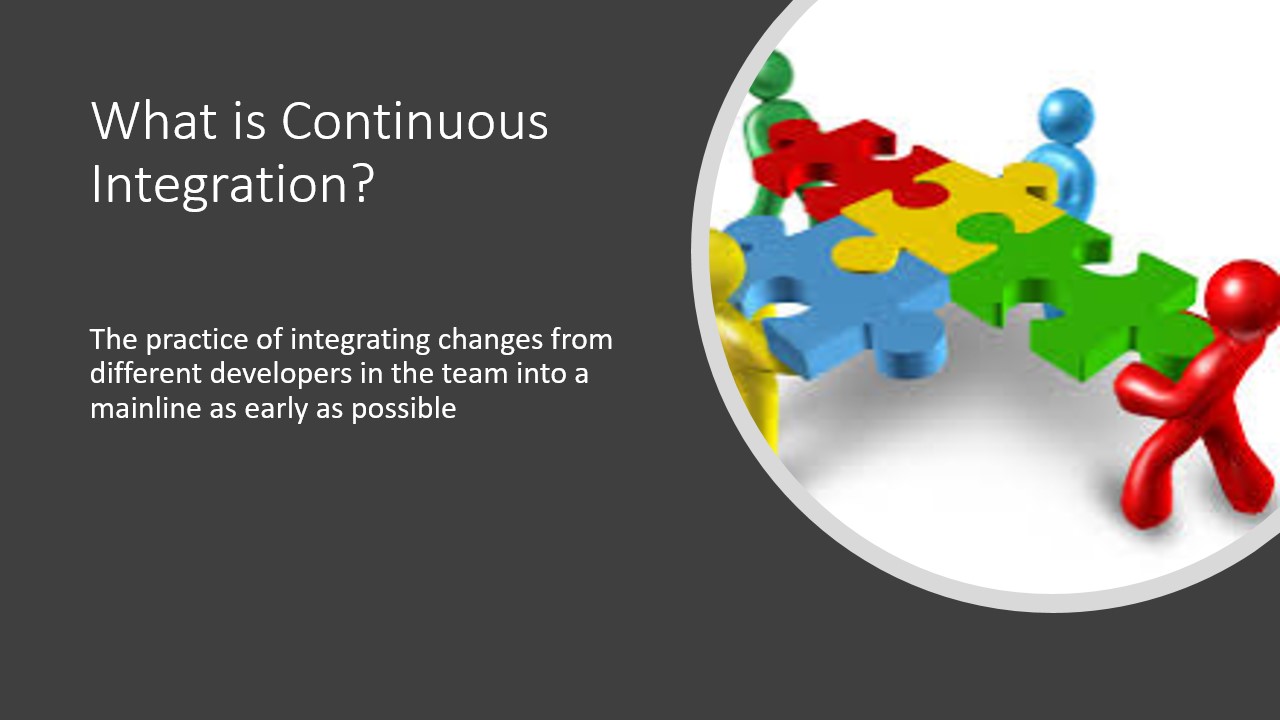 What is Continuous
Integration?
The practice of integrating changes from
different developers in the team into a
mainline as early as possible